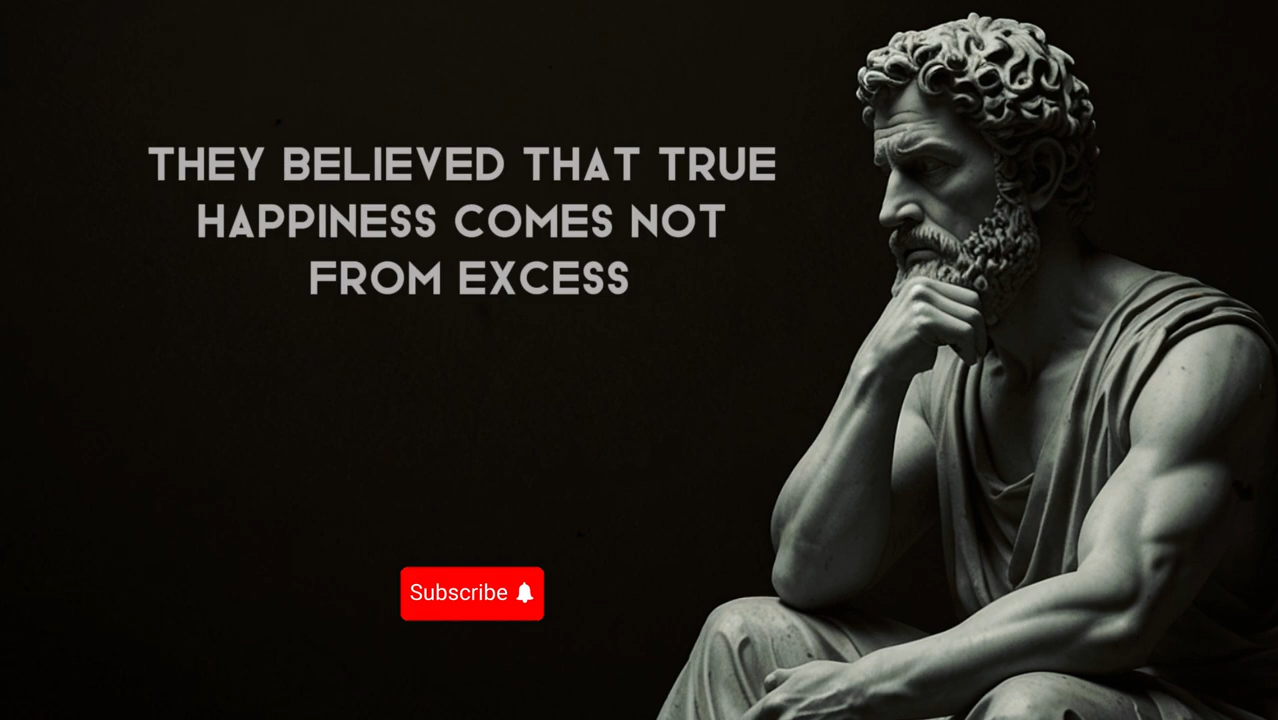 THEY BELIEVED THAT TRUE
HAPPINESS COMES NOT
FROM EXCESS
Subscribe